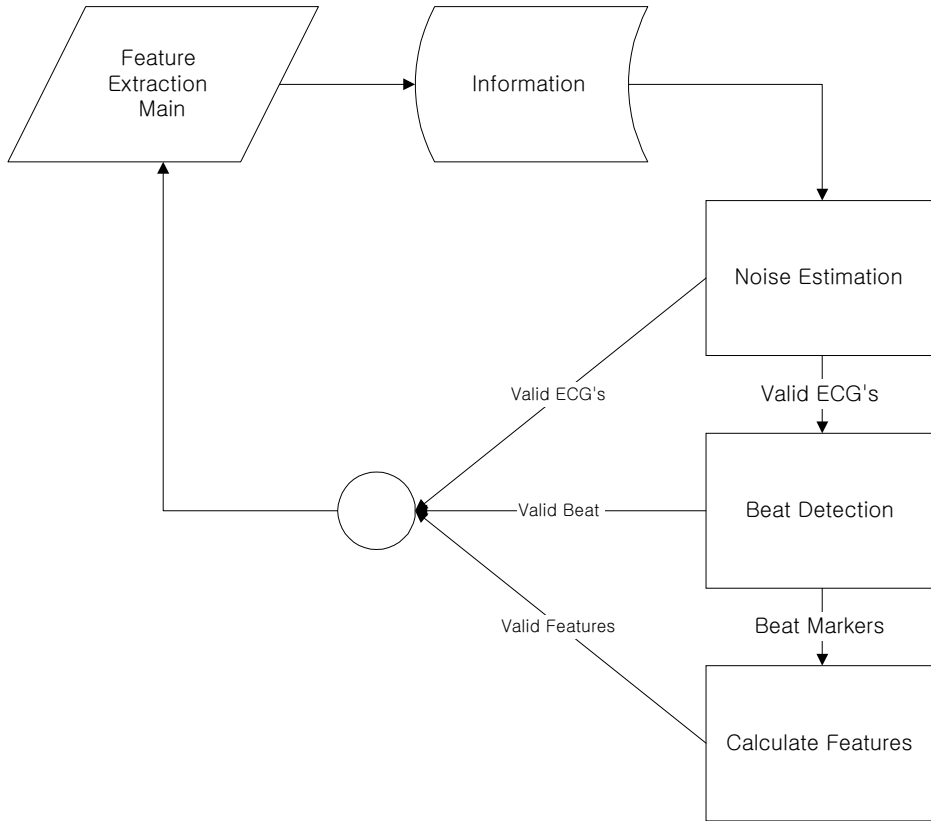 Feature
Extraction
Main
Information
Noise Estimation
Valid ECG's
Valid ECG's
Valid Beat
Beat Detection
Valid Features
Beat Markers
Calculate Features